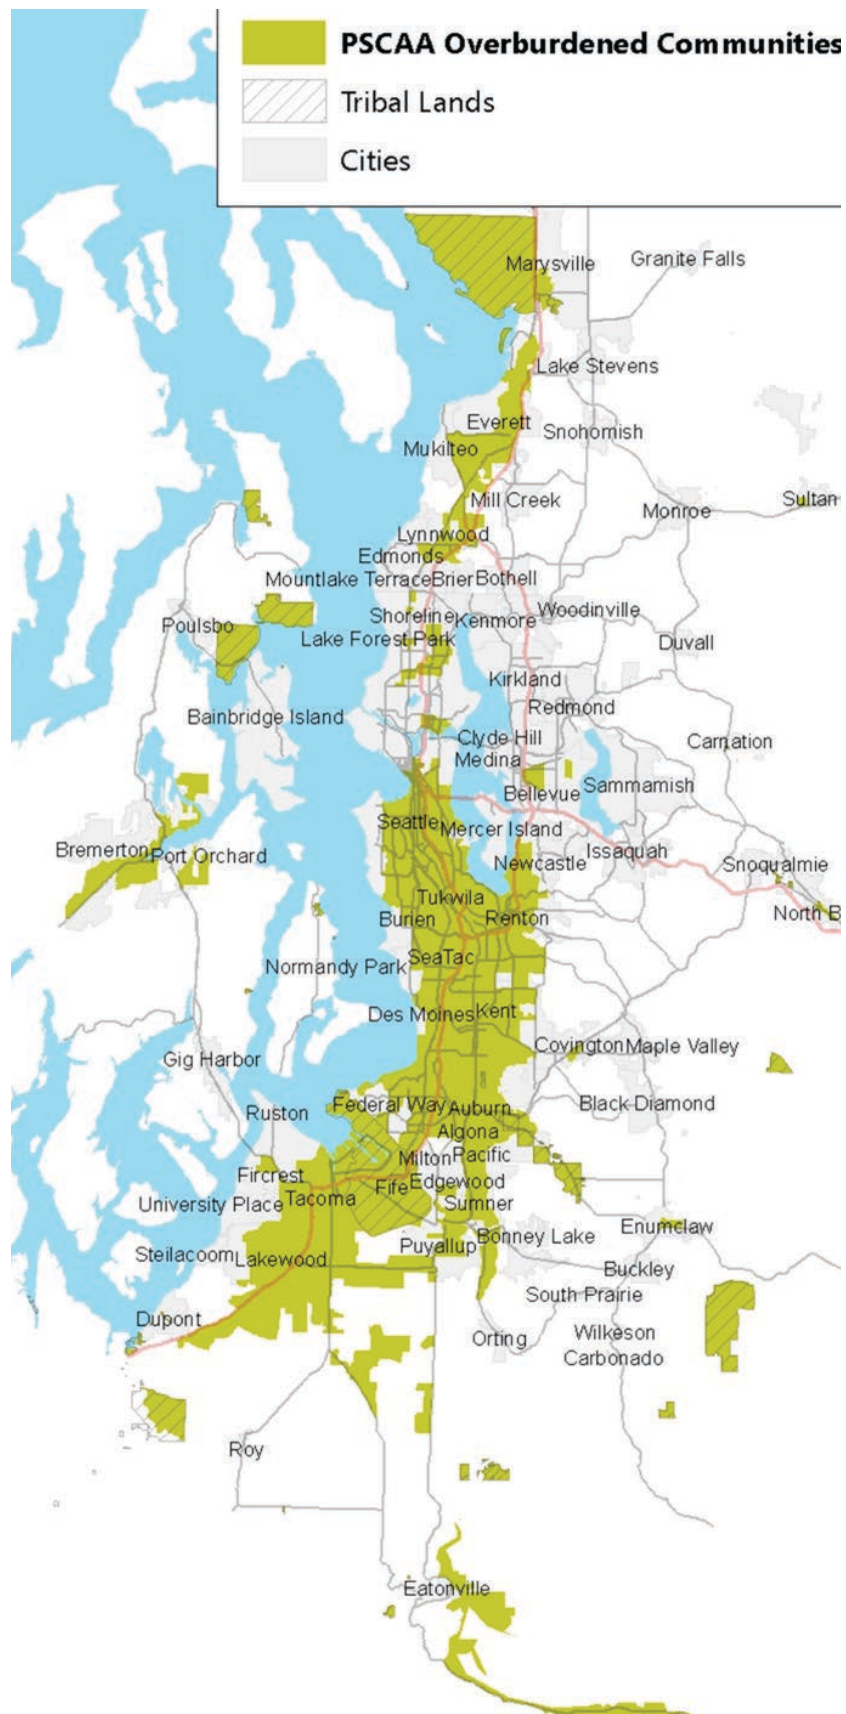 PSCAA Overburdened Communities
Tribal Lands
Cities
Marysville
Granite Falls
Lake Stevens
Everett
Snohomish
Mukilteo
Mill Creek
Monroe
Sultan
Lynnwood
Edmonds
Mountlake Terrace
Brier
Bothell
Shoreline
Kenmore
Woodinville
Poulsbo
Lake Forest Park
Duvall
Kirkland
Redmond
Bainbridge Island
Clyde Hill
Carnation
Medina
Bellevue
Sammamish
Seattle
Mercer Island
Bremerton
Port Orchard
Newcastle
Issaquah
Snoqualmie
Tukwila
Burien
Renton
North B
Normandy Park
SeaTac
Des Moines
Kent
Gig Harbor
Covington
Maple Valley
Ruston
Federal Way
Auburn
Black Diamond
Algona
Milton
Pacific
Fircrest
Fife
Edgewood
University Place
Tacoma
Sumner
Steilacoom
Lakewood
Puyallup
Bonney Lake
Enumclaw
Buckley
South Prairie
Dupont
Orting
Wilkeson
Carbonado
Roy
Eatonville